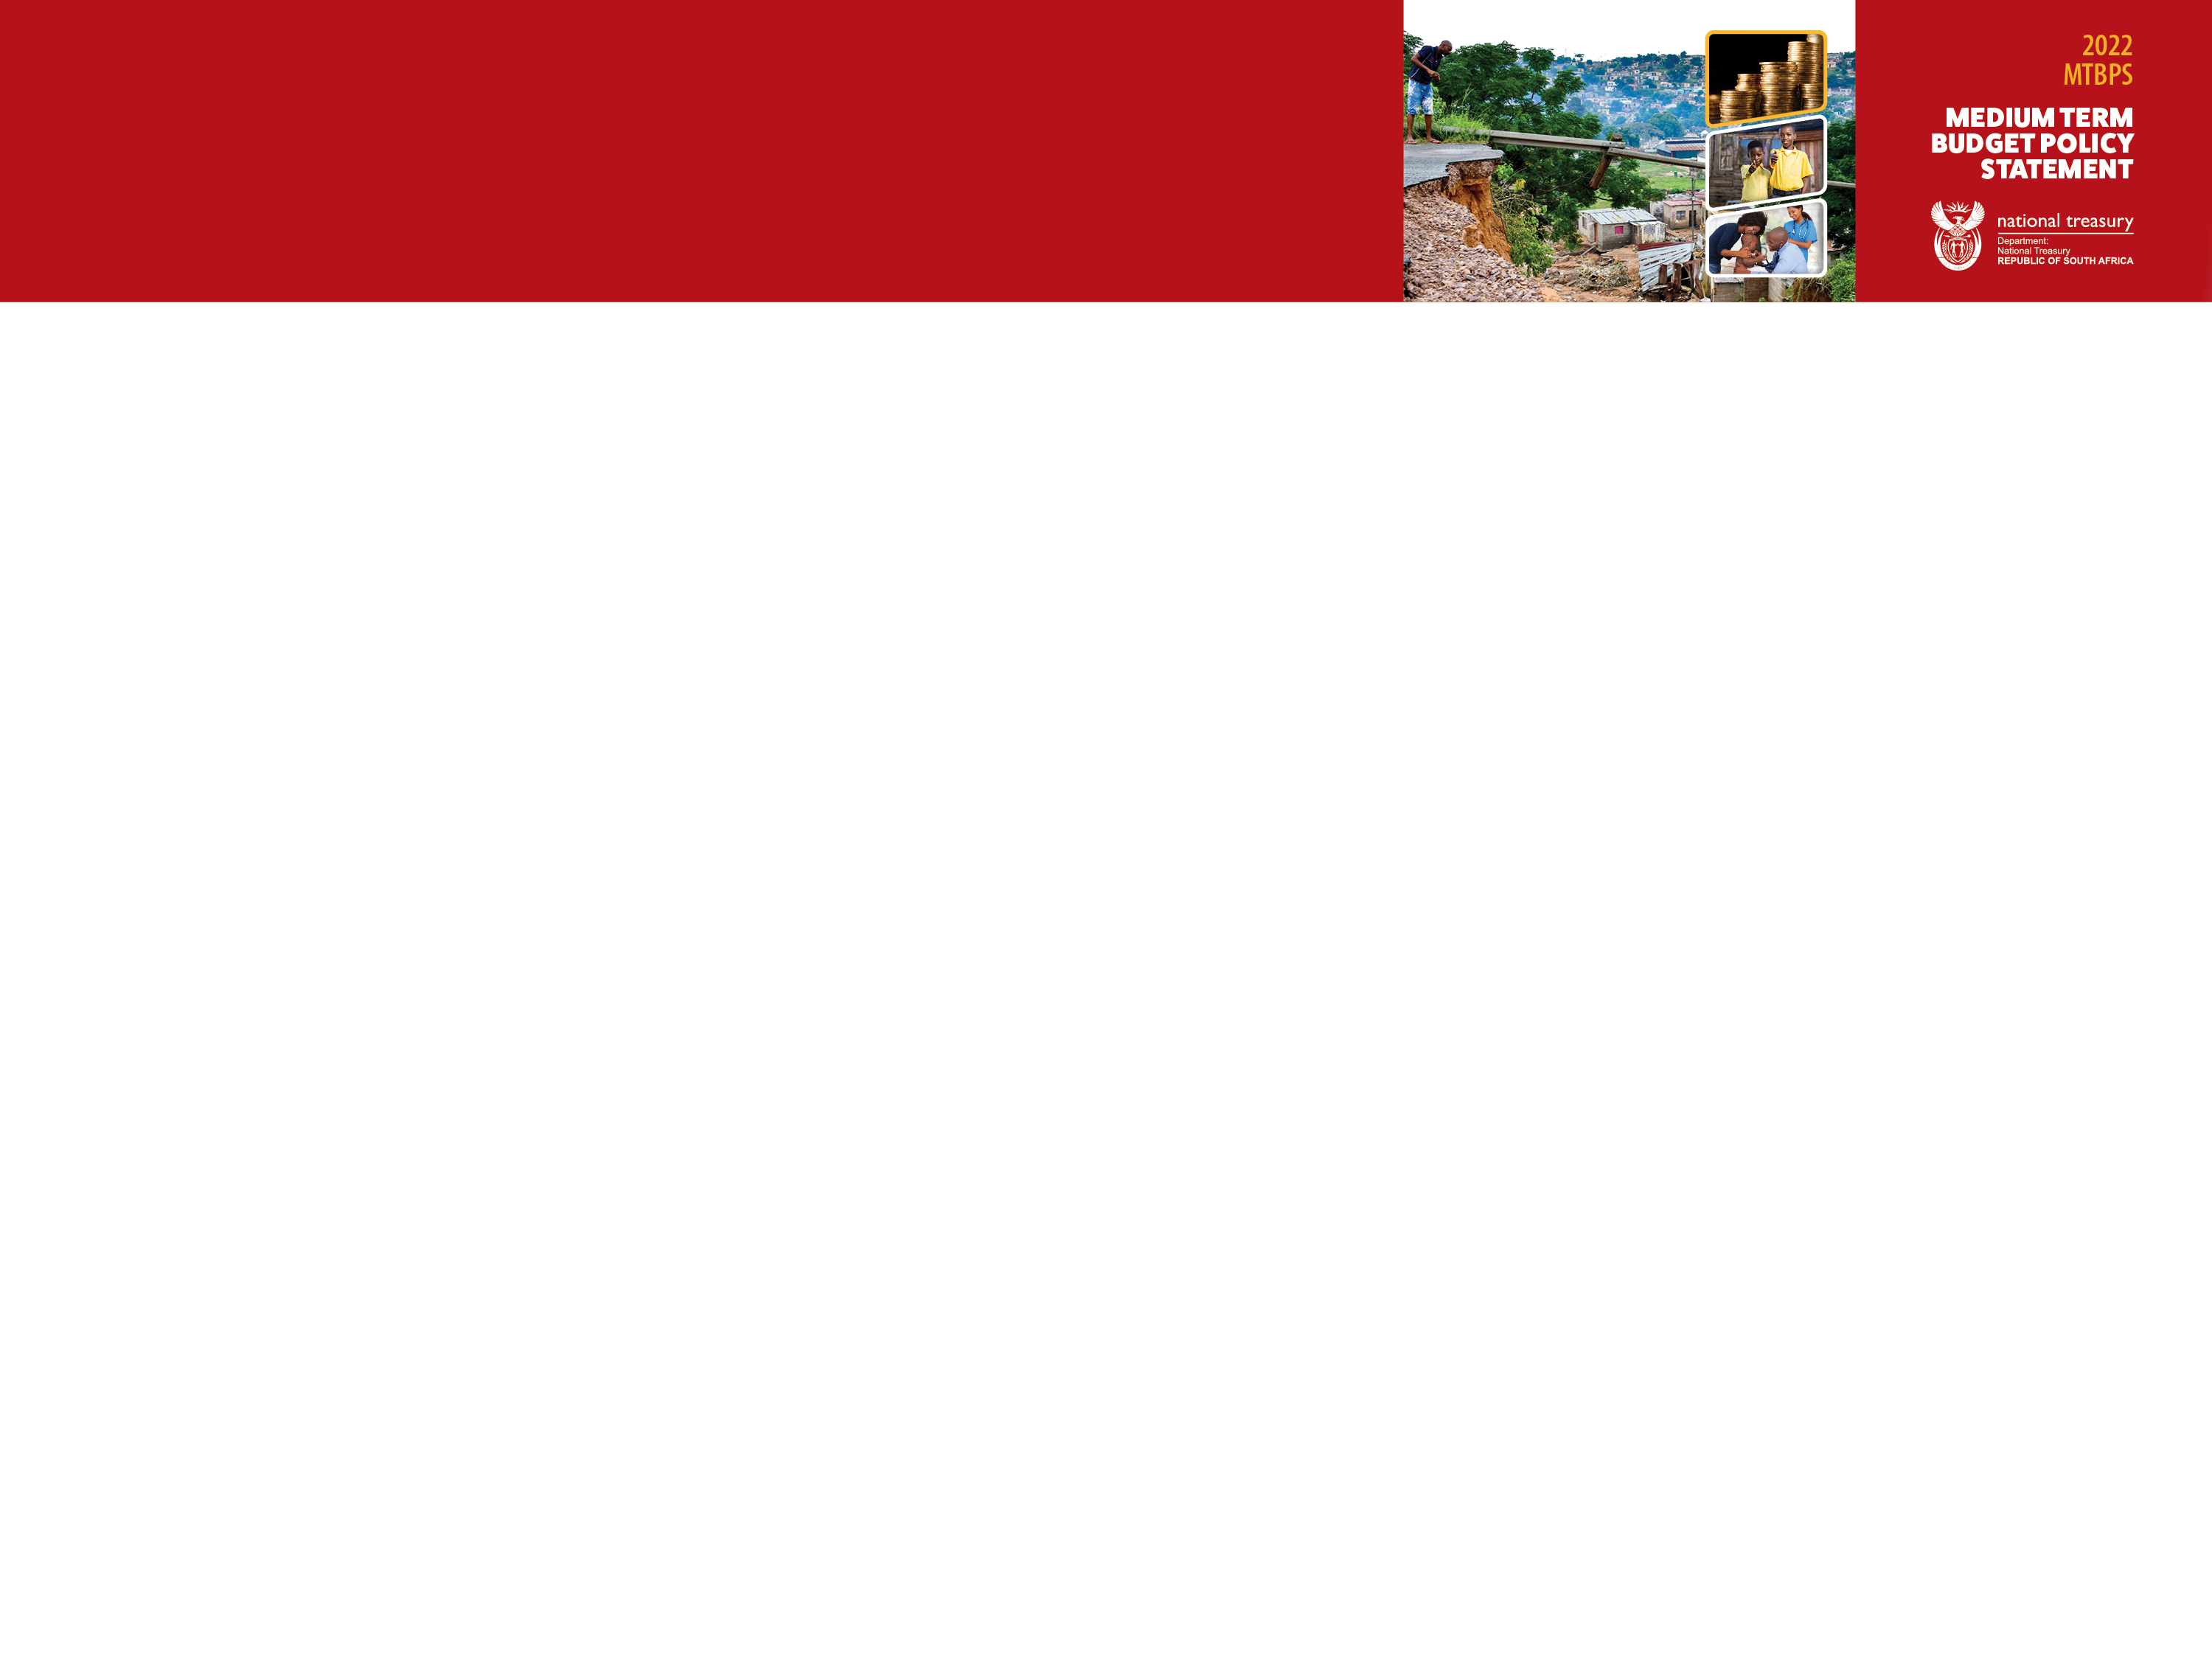 2022
MTBPS
MEDIUM TERM
BUDGET POLICY
STATEMENT
national treasury
Department:
National Treasury
REPUBLIC OF SOUTH AFRICA